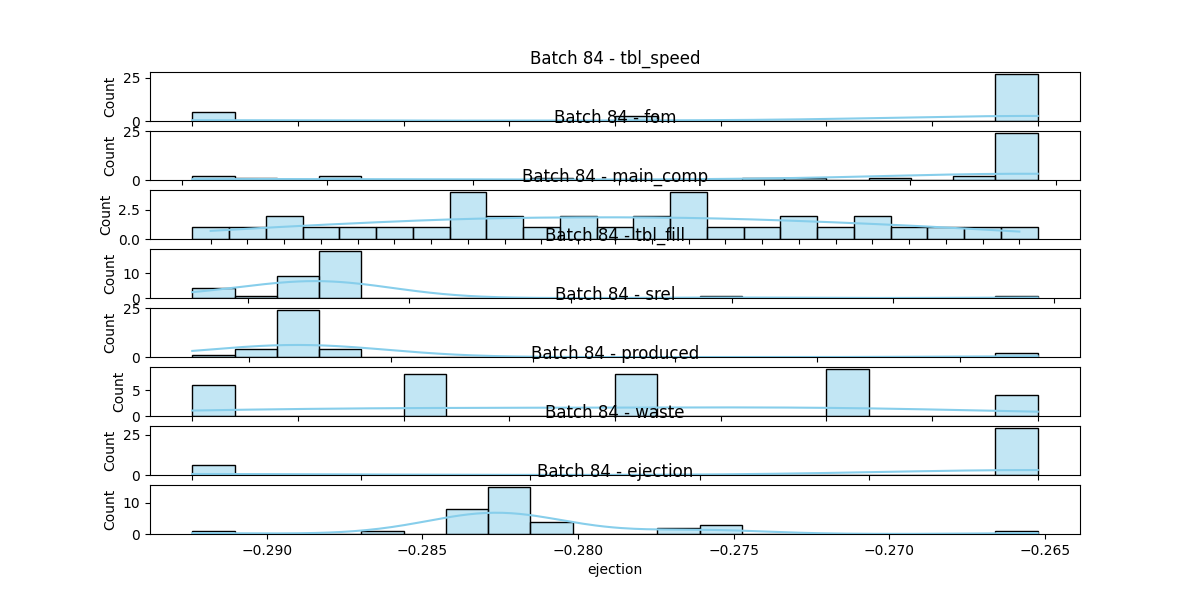 Batch 84 - tbl_speed
25
0
Count
Batch 84 - fom
25
0
Count
Batch 84 - main_comp
2.5
0.0
Count
Batch 84 - tbl_fill
10
0
Count
Batch 84 - srel
25
0
Count
Batch 84 - produced
5
0
Count
Batch 84 - waste
25
0
Count
Batch 84 - ejection
10
0
Count
−0.290 −0.285 −0.280 −0.275 −0.270 −0.265
ejection